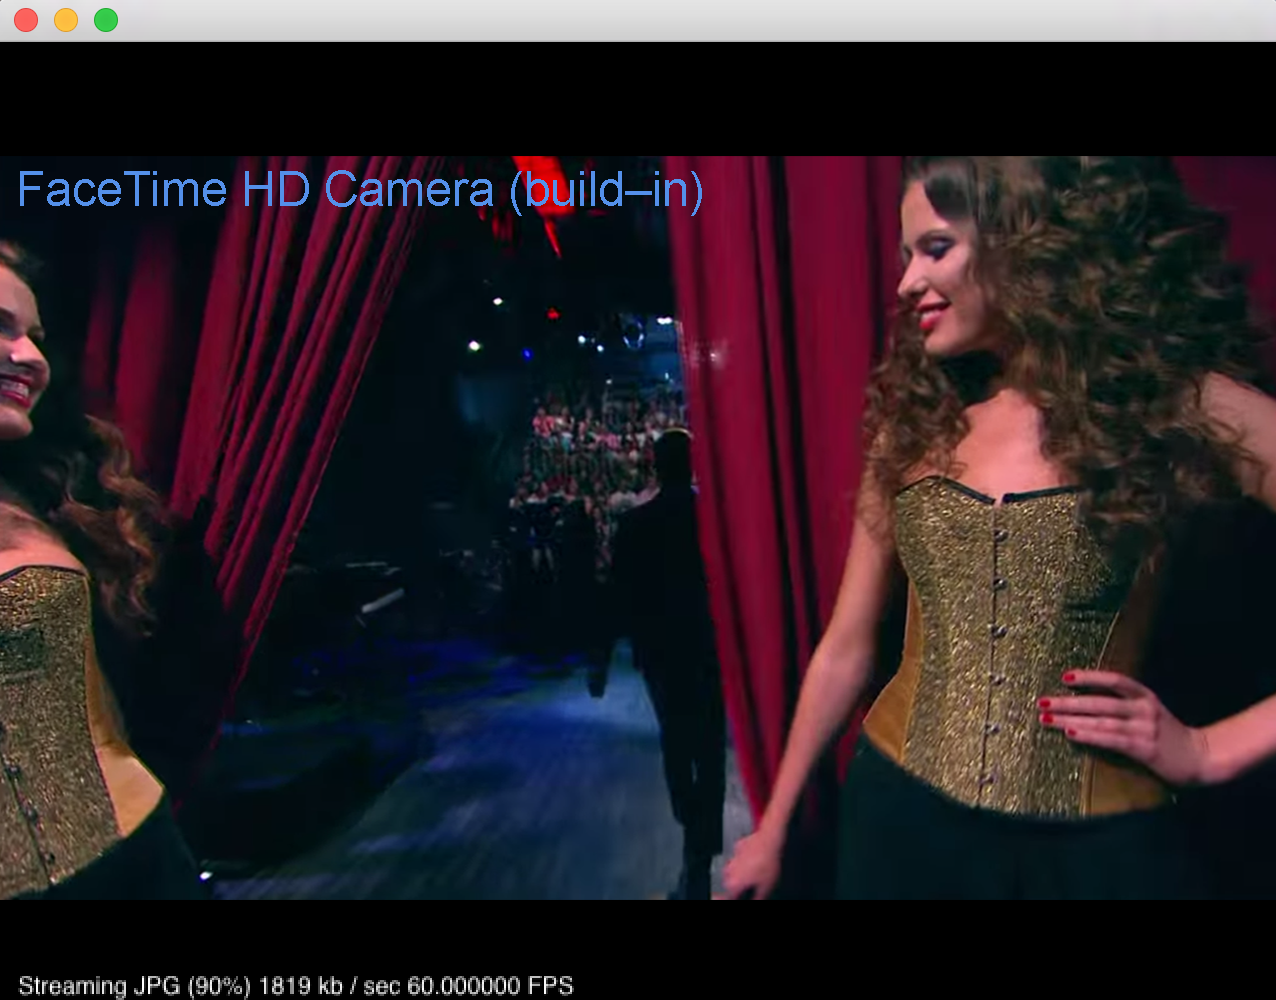 FaceTime HD Camera (build–in)
Streaming JPG (90%) 1819 kb / sec 60.000000 FPS